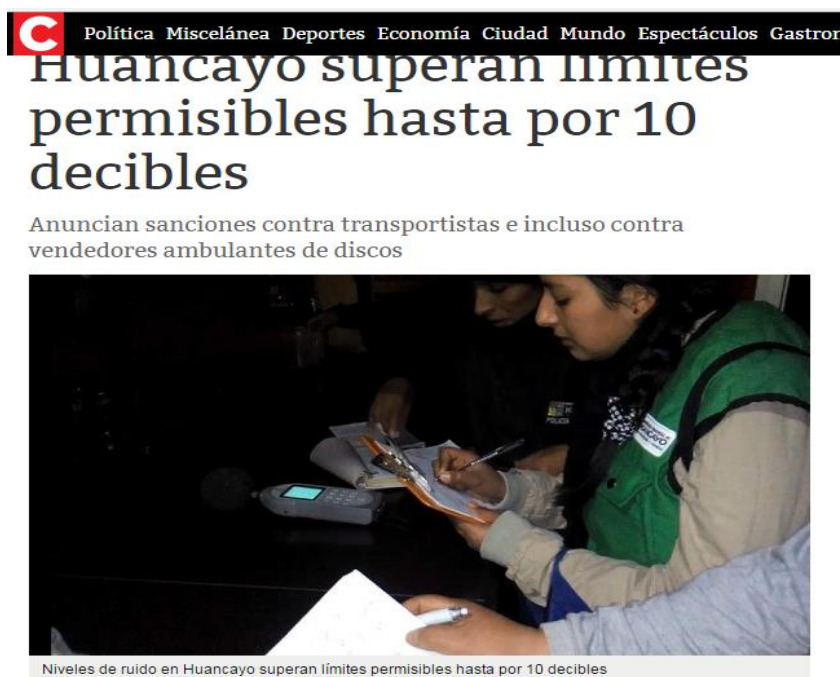 C
Política Miscelánea Deportes Economía Ciudad Mundo Espectáculos Gastron
Huancayo superan límites
permisibles hasta por 10
decibles
Anuncian sanciones contra transportistas e incluso contra
vendedores ambulantes de discos
POLICIA
HUANCAYO
Niveles de ruido en Huancayo superan límites permisibles hasta por 10 decibles